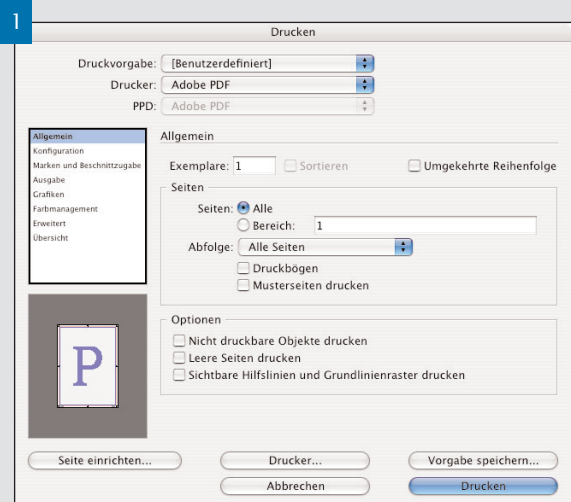 1
Drucken
Druckvorgabe: [Benutzerdefiniert]
Drucker: Adobe PDF
PPD: Adobe PDF
Allgemein
Konfiguration
Marken und Beschnittzugabe
Ausgabe
Grafiken
Farbmanagement
Erweitert
Übersicht
Allgemein
Exemplare: 1 Sortieren Umgekehrte Reihenfolge
Seiten
Seiten: Alle
Bereich: 1
Abfolge: Alle Seiten
Druckbögen
Musterseiten drucken
Optionen
Nicht druckbare Objekte drucken
Leere Seiten drucken
Sichtbare Hilfslinien und Grundlinienraster drucken
P
Seite einrichten... Drucker... Vorgabe speichern...
Abbrechen Drucken